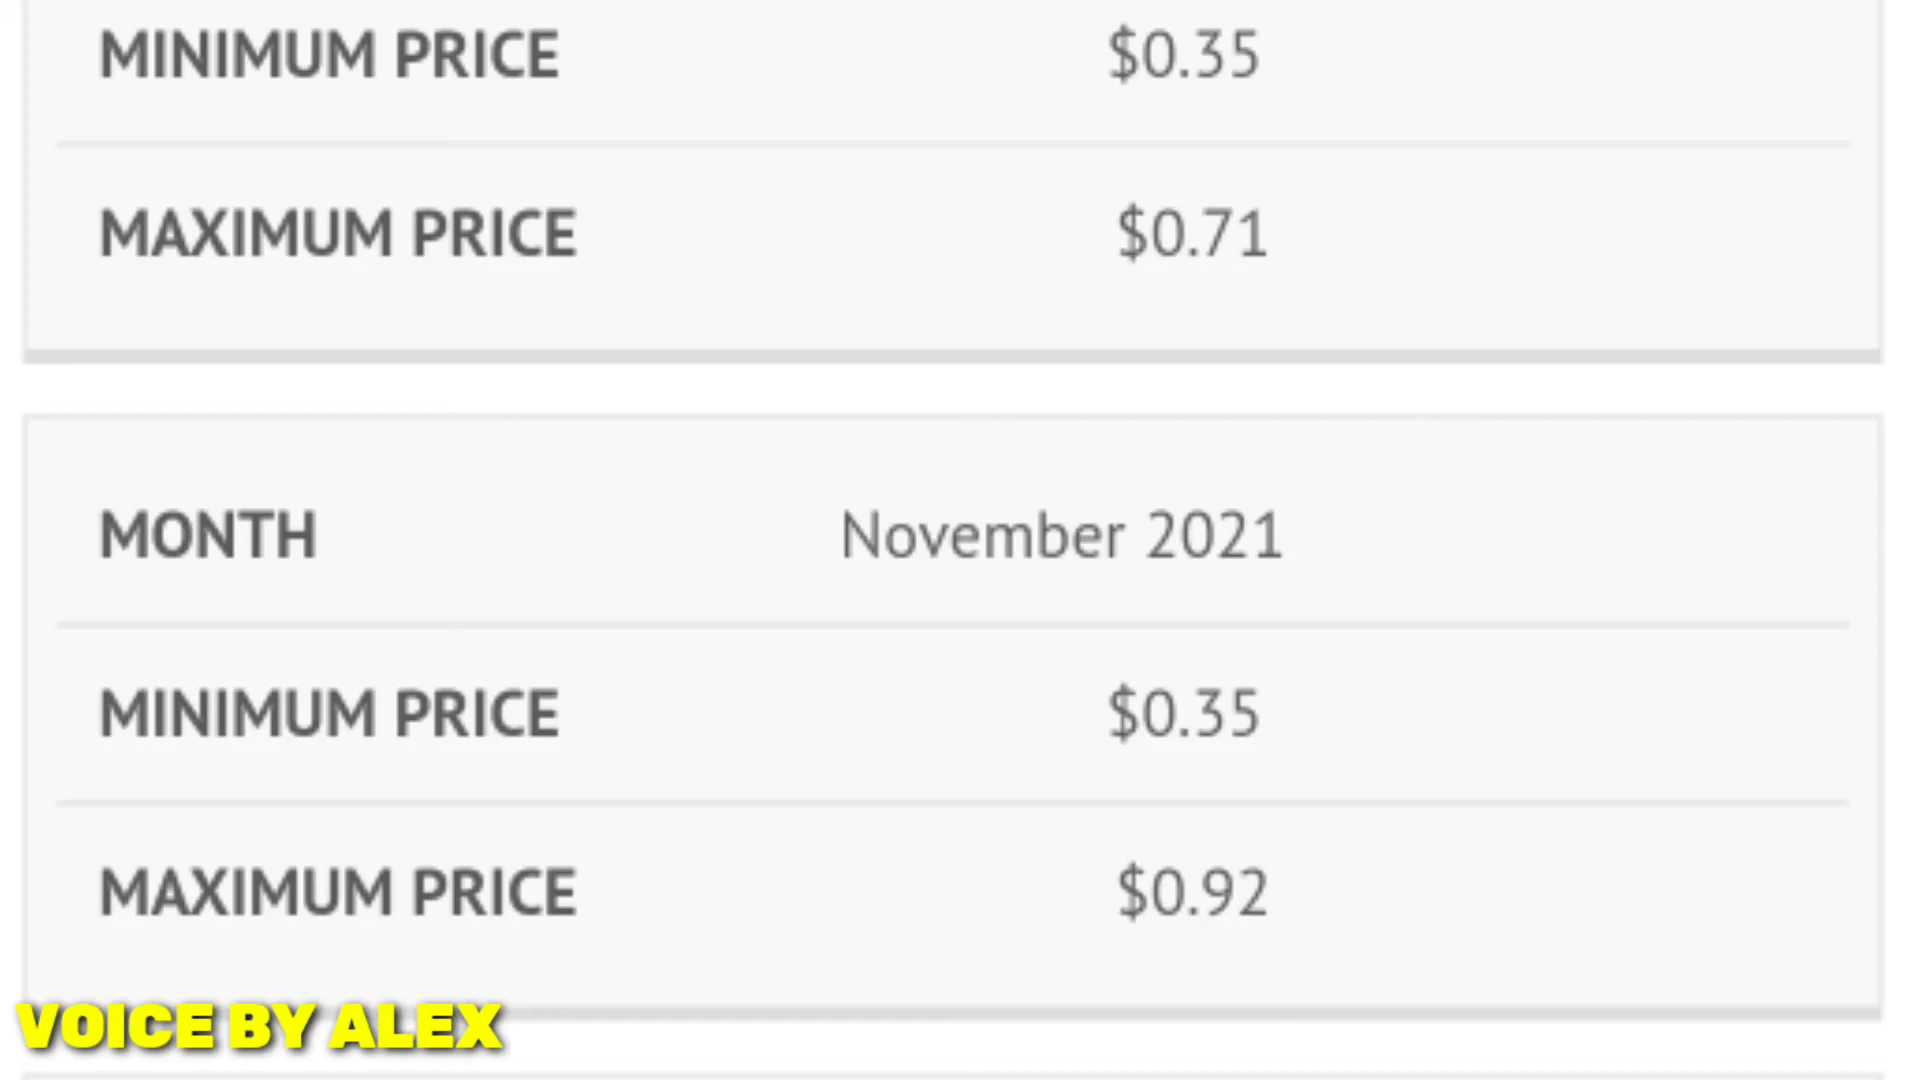 MINIMUM PRICE $0.35
MAXIMUM PRICE $0.71
MONTH November 2021
MINIMUM PRICE $0.35
MAXIMUM PRICE $0.92
VOICE BY ALEX